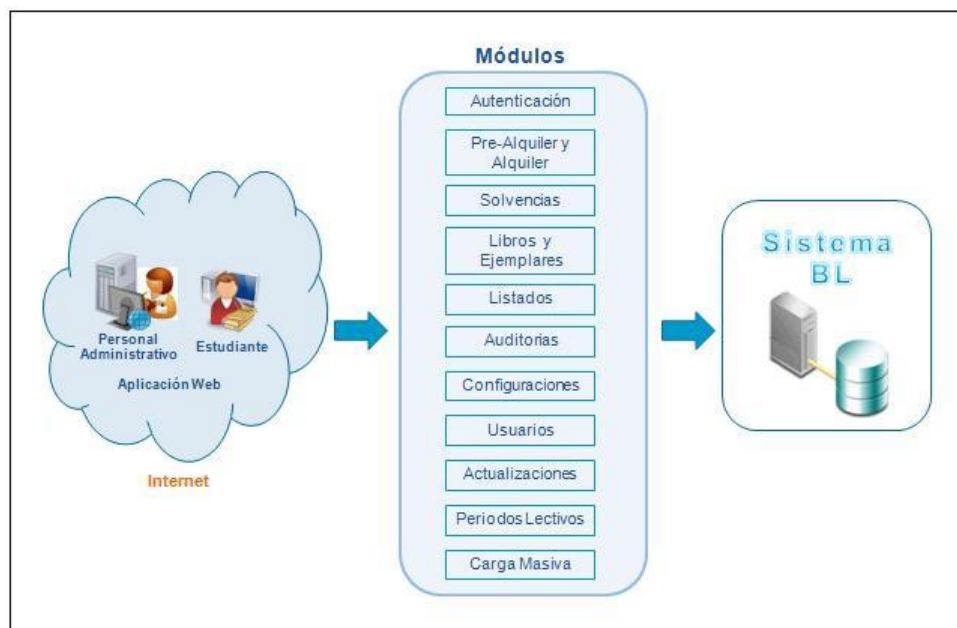 Módulos
Autenticación
Pre-Alquiler y
Alquiler
Solvencias
Libros y
Ejemplares
Listados
Auditorias
Configuraciones
Usuarios
Actualizaciones
Periodos Lectivos
Carga Masiva
Personal
Administrativo
Estudiante
Aplicación Web
Internet
Sistema
BL